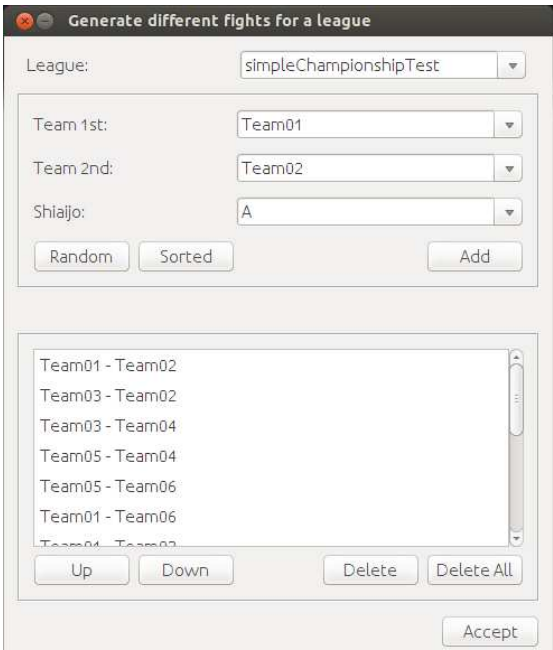 Generate different fights for a league
League: simpleChampionshipTest
Team 1st: Team01
Team 2nd: Team02
Shiaijo: A
Random Sorted Add
Team01 - Team02
Team03 - Team02
Team03 - Team04
Team05 - Team04
Team05 - Team06
Team01 - Team06
Up Down Delete Delete All
Accept